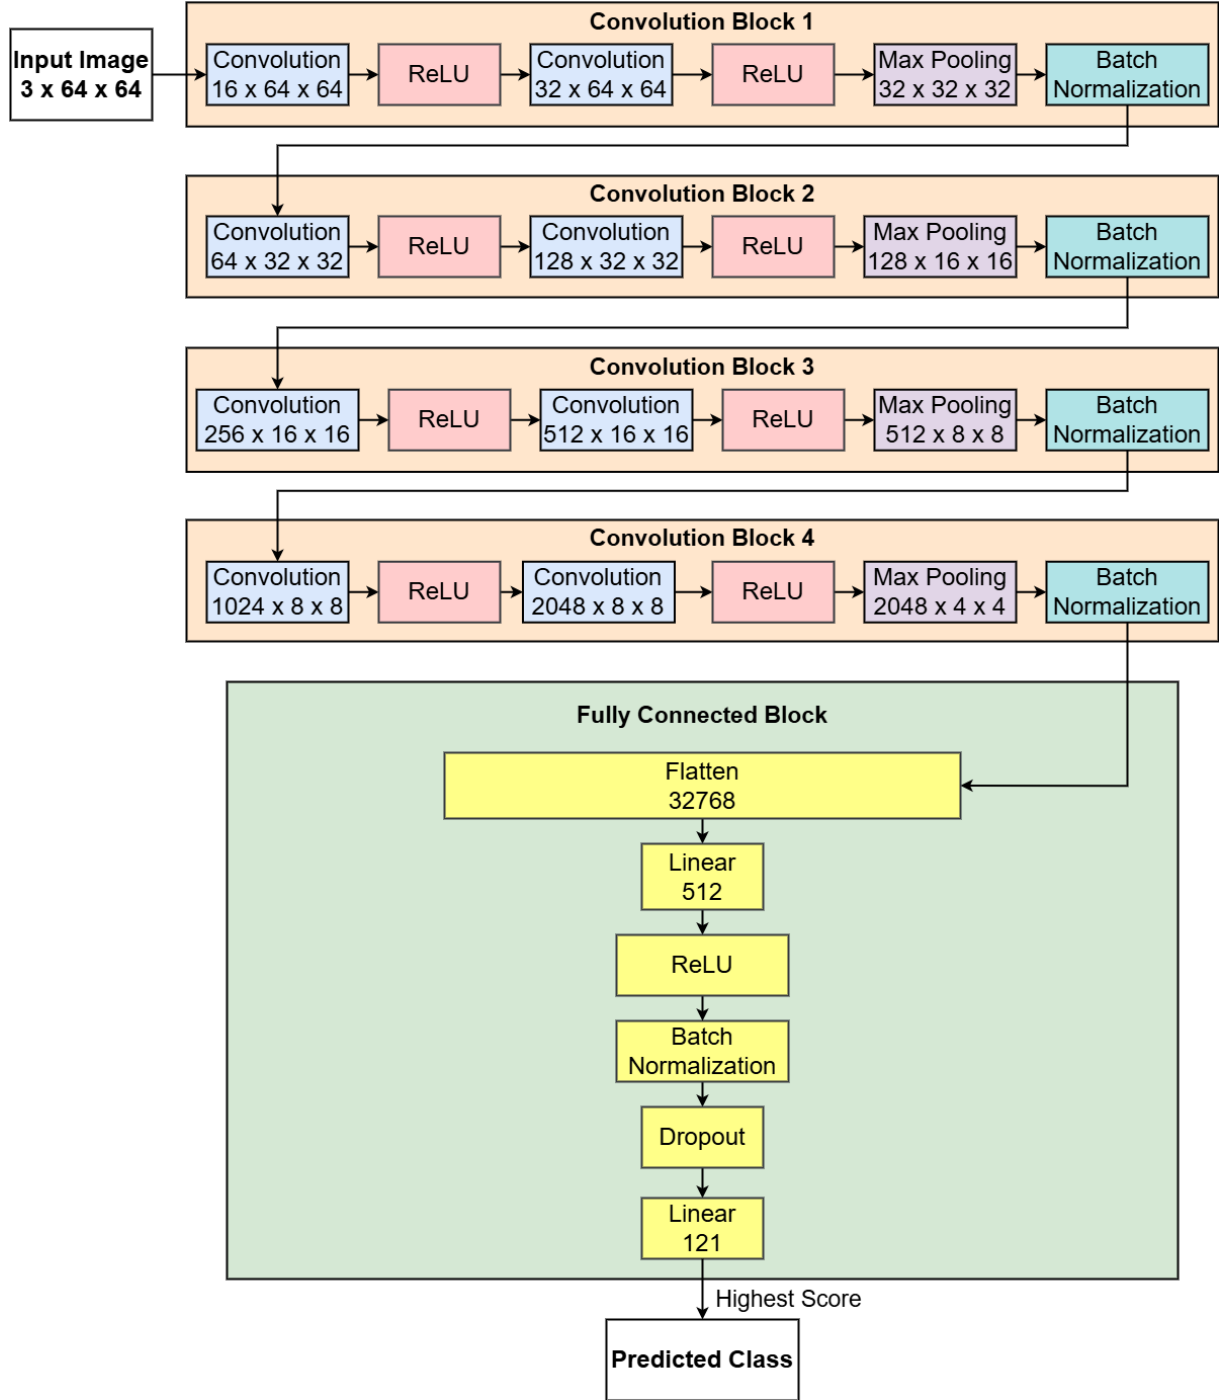 Input Image
3 x 64 x 64
Convolution Block 1
Convolution
16 x 64 x 64
ReLU
Convolution
32 x 64 x 64
ReLU
Max Pooling
32 x 32 x 32
Batch
Normalization
Convolution Block 2
Convolution
64 x 32 x 32
ReLU
Convolution
128 x 32 x 32
ReLU
Max Pooling
128 x 16 x 16
Batch
Normalization
Convolution Block 3
Convolution
256 x 16 x 16
ReLU
Convolution
512 x 16 x 16
ReLU
Max Pooling
512 x 8 x 8
Batch
Normalization
Convolution Block 4
Convolution
1024 x 8 x 8
ReLU
Convolution
2048 x 8 x 8
ReLU
Max Pooling
2048 x 4 x 4
Batch
Normalization
Fully Connected Block
Flatten
32768
Linear
512
ReLU
Batch
Normalization
Dropout
Linear
121
Highest Score
Predicted Class